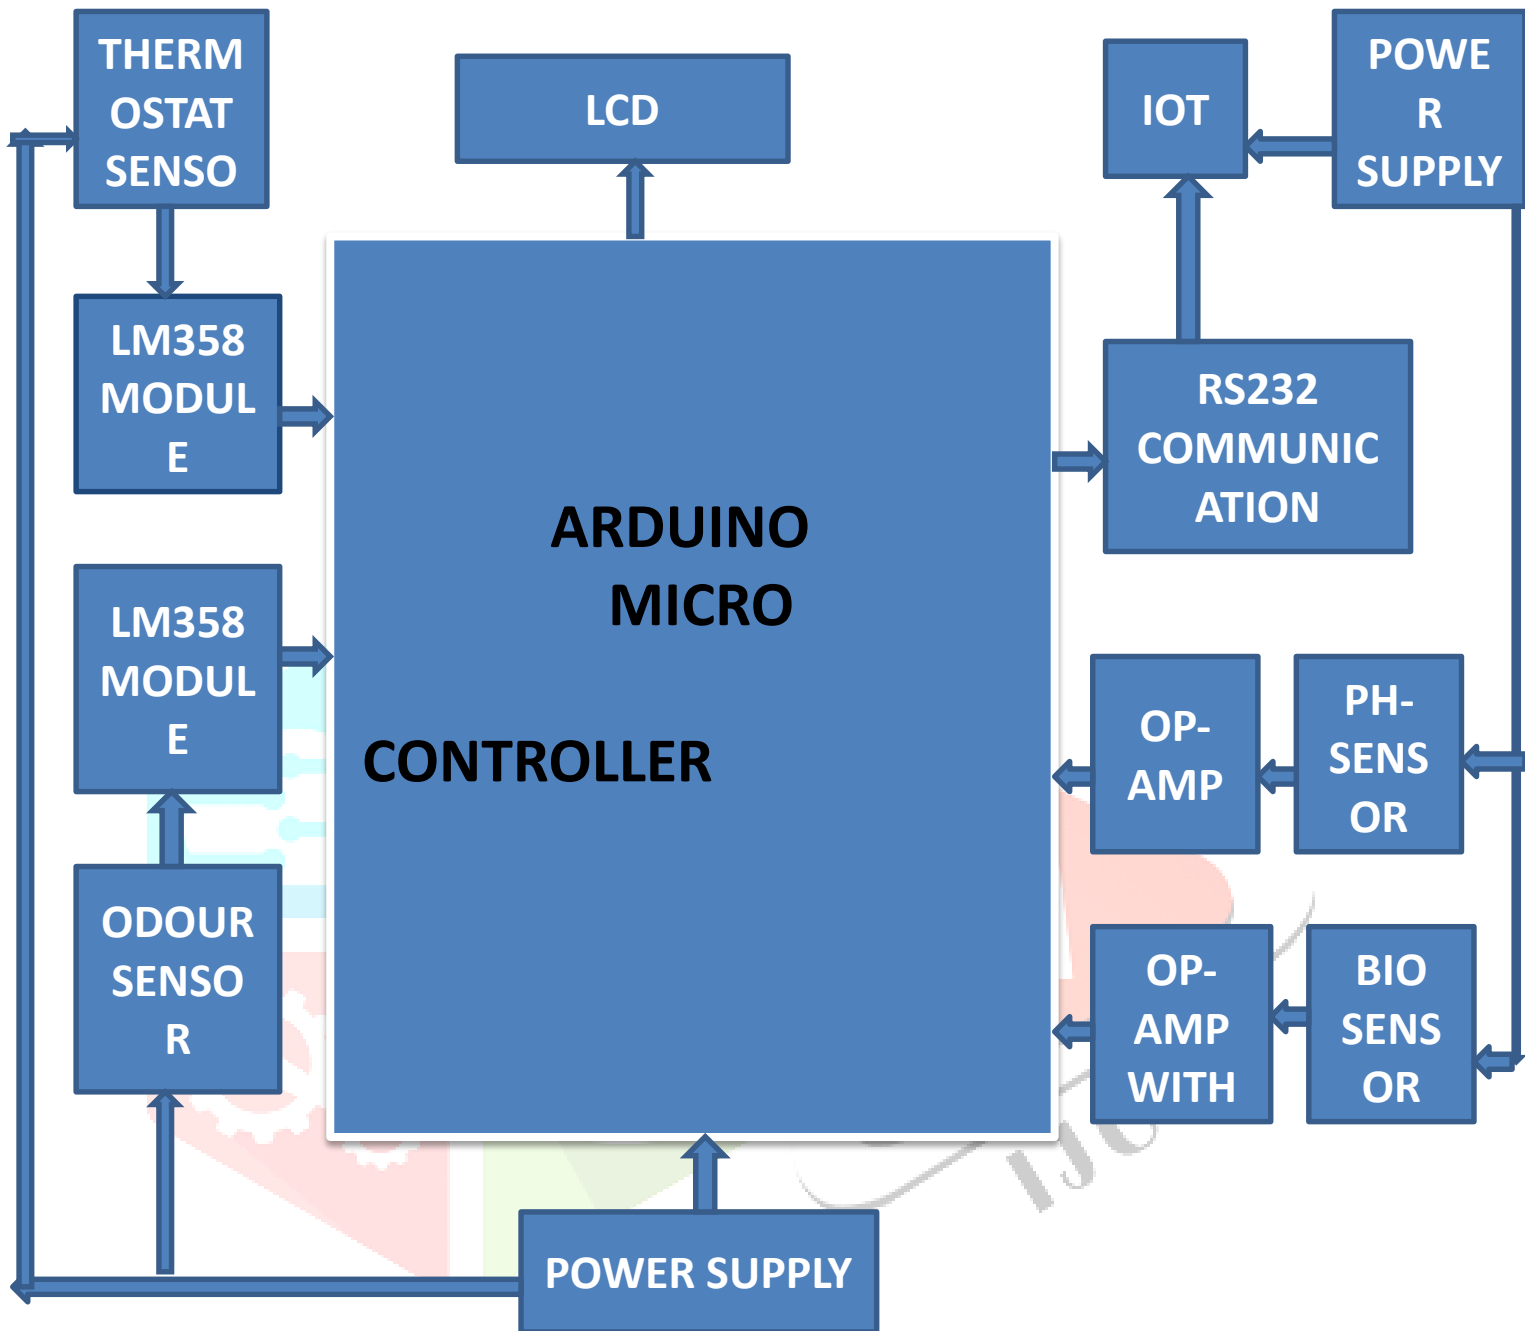 THERM
OSTAT
SENSO
LCD
IOT
POWE
R
SUPPLY
LM358
MODUL
E
RS232
COMMUNIC
ATION
ARDUINO
MICRO
CONTROLLER
LM358
MODUL
E
OP-
AMP
PH-
SENS
OR
ODOUR
SENSO
R
OP-
AMP
WITH
BIO
SENS
OR
POWER SUPPLY